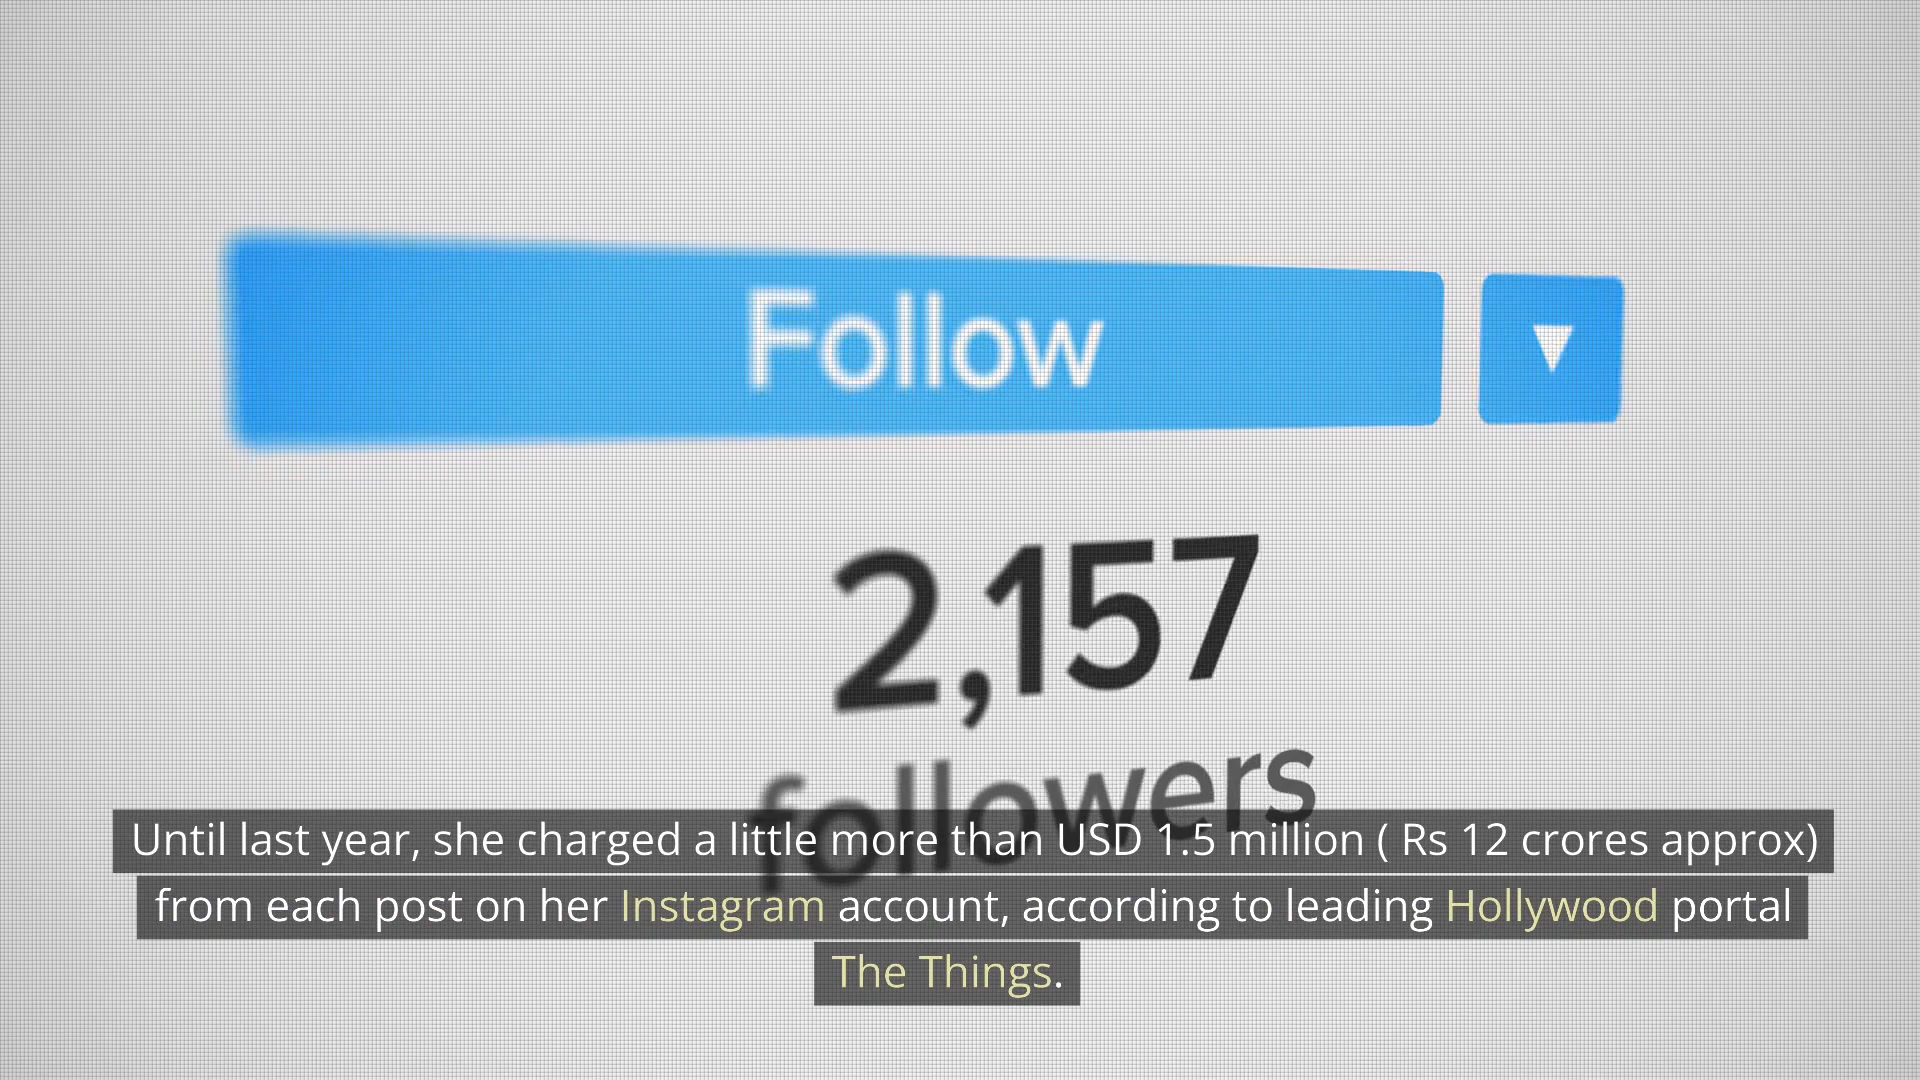 Follow
2,157
followers
Until last year, she charged a little more than USD 1.5 million ( Rs 12 crores approx)
from each post on her Instagram account, according to leading Hollywood portal
The Things.